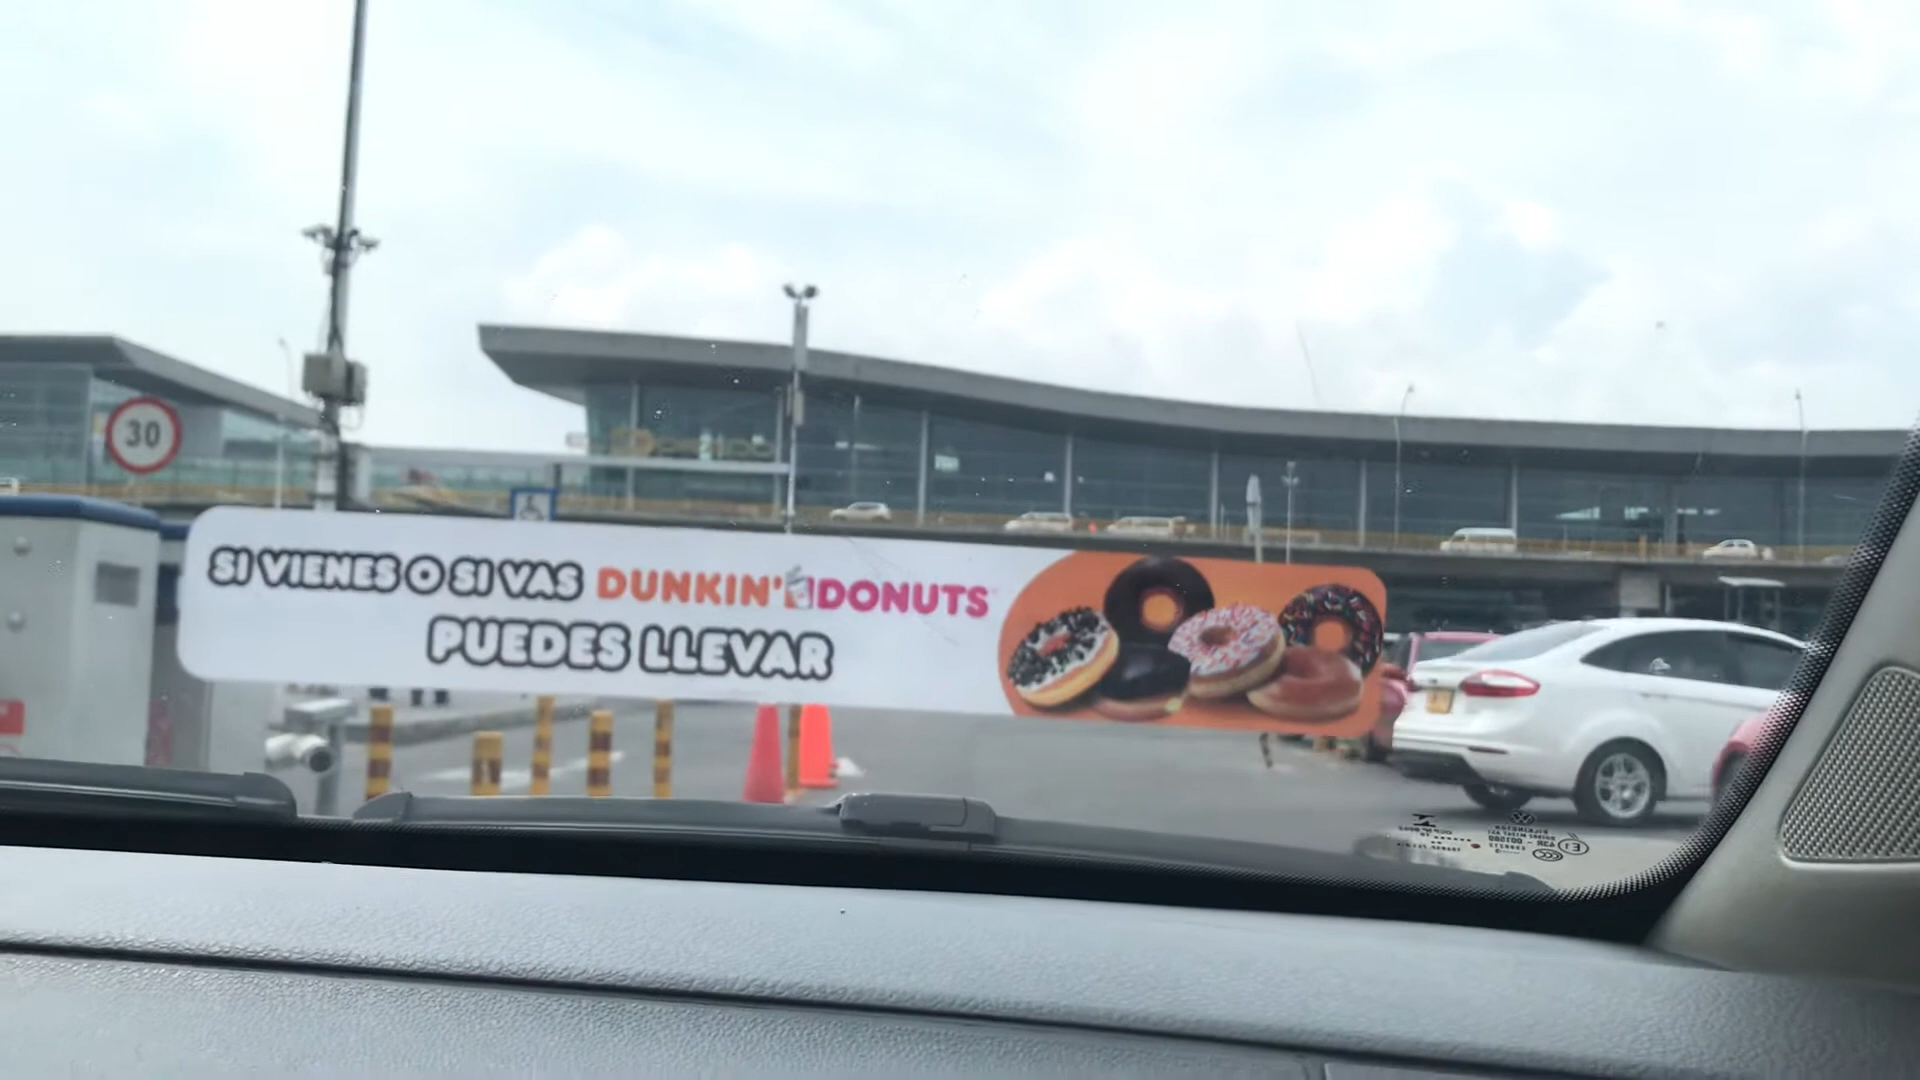 30
SI VIENES O SI VAS DUNKIN' DONUTS
PUEDES LLEVAR